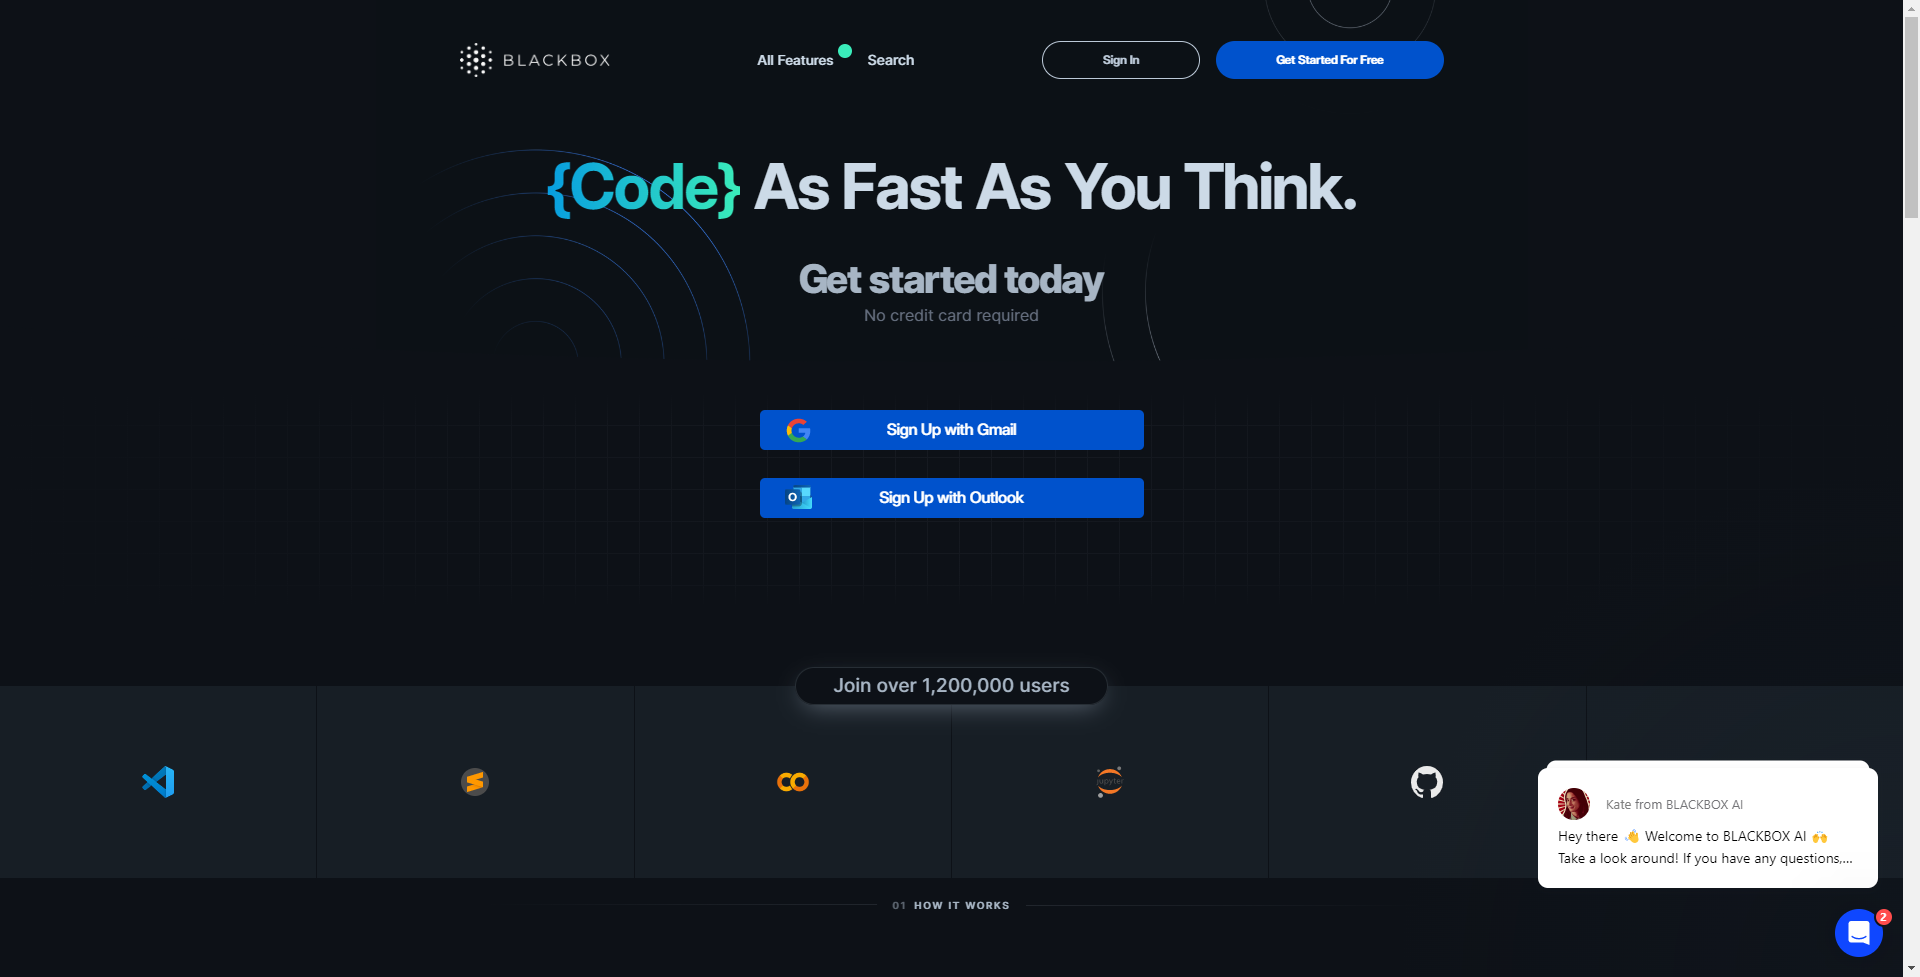 BLACKBOX
All Features
Search
Sign In
Get Started For Free
{Code} As Fast As You Think.
Get started today
No credit card required
Sign Up with Gmail
Sign Up with Outlook
Join over 1,200,000 users
jupyter
Kate from BLACKBOX AI
Hey there 👋 Welcome to BLACKBOX AI 🙌
Take a look around! If you have any questions,...
01 HOW IT WORKS
2